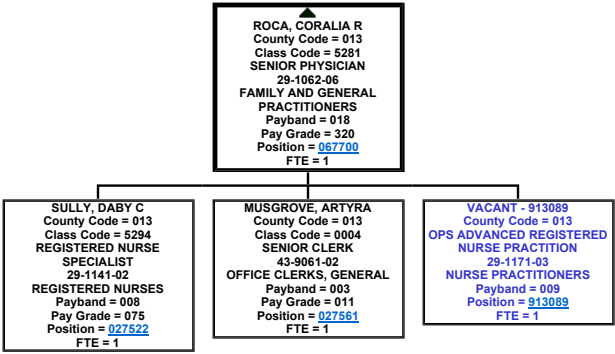 ROCA, CORALIA R
County Code = 013
Class Code = 5281
SENIOR PHYSICIAN
29-1062-06
FAMILY AND GENERAL
PRACTITIONERS
Payband = 018
Pay Grade = 320
Position = 067700
FTE = 1
SULLY, DABY C
County Code = 013
Class Code = 5294
REGISTERED NURSE
SPECIALIST
29-1141-02
REGISTERED NURSES
Payband = 008
Pay Grade = 075
Position = 027522
FTE = 1
MUSGROVE, ARTYRA
County Code = 013
Class Code = 0004
SENIOR CLERK
43-9061-02
OFFICE CLERKS, GENERAL
Payband = 003
Pay Grade = 011
Position = 027561
FTE = 1
VACANT - 913089
County Code = 013
OPS ADVANCED REGISTERED
NURSE PRACTITION
29-1171-03
NURSE PRACTITIONERS
Payband = 009
Position = 913089
FTE = 1